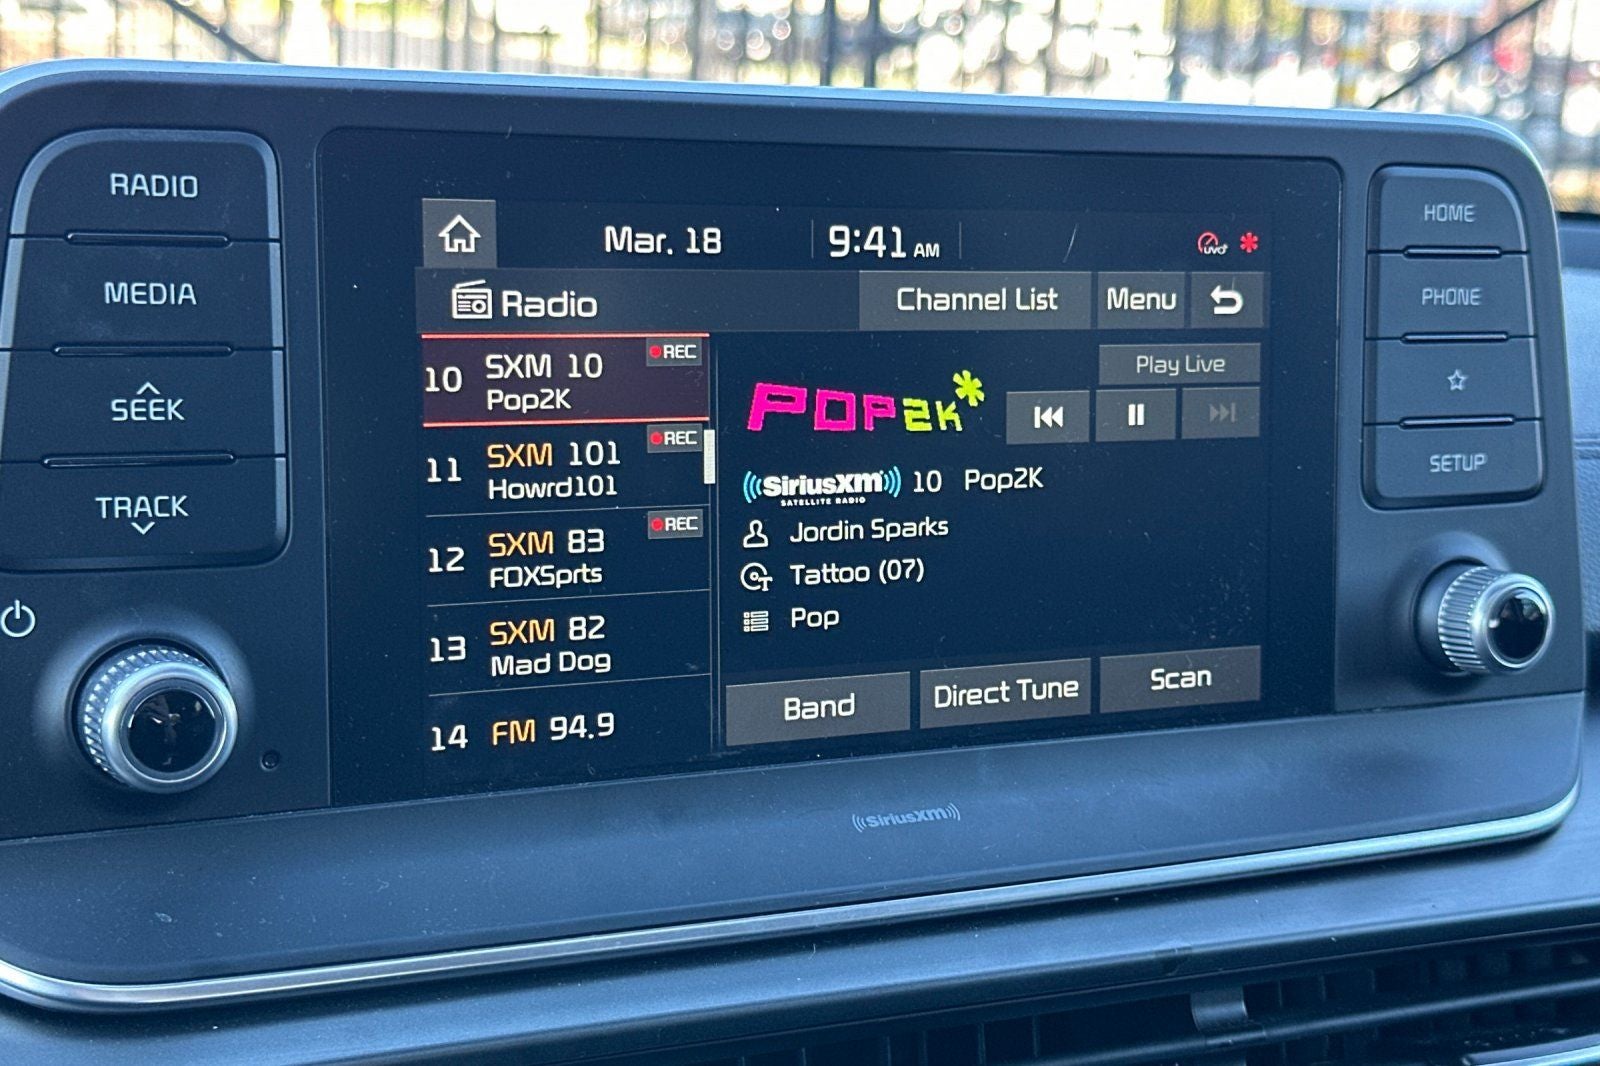 RADIO
MEDIA
SEEK
TRACK
Mar. 18
9:41 AM
UVO+
Radio
Channel List
Menu
10 SXM 10 REC
Pop2K
11 SXM 101 REC
Howrd101
12 SXM 83 REC
FOXSprts
13 SXM 82
Mad Dog
14 FM 94.9
POP2K*
Play Live
SiriusXM 10 Pop2K
SATELLITE RADIO
Jordin Sparks
Tattoo (07)
Pop
Band
Direct Tune
Scan
HOME
PHONE
SETUP
SiriusXM